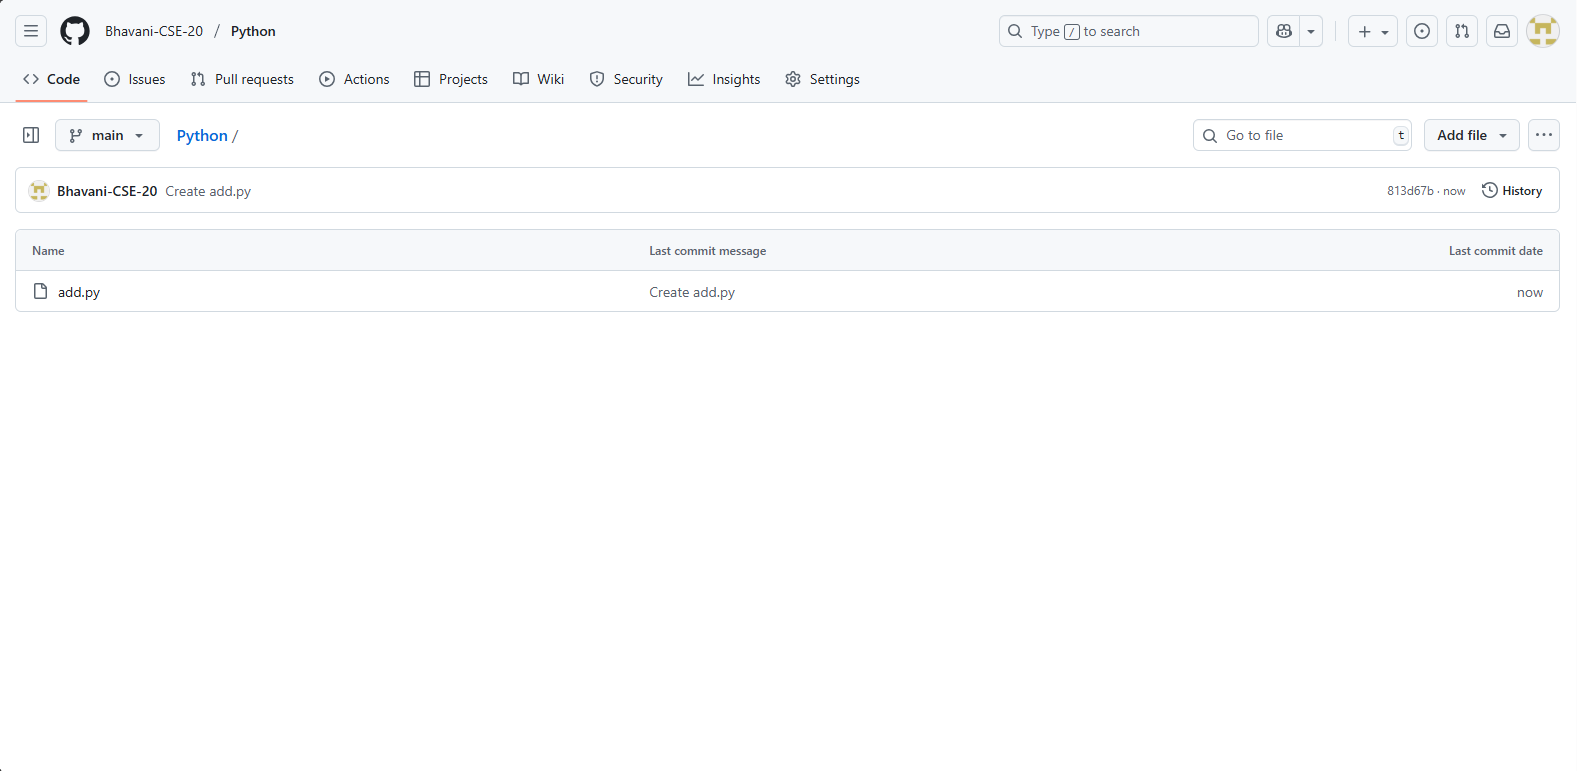 Bhavani-CSE-20 / Python
Type / to search
Code Issues Pull requests Actions Projects Wiki Security Insights Settings
main Python / Go to file t Add file
Bhavani-CSE-20 Create add.py 813d67b · now History
Name Last commit message Last commit date
add.py Create add.py now